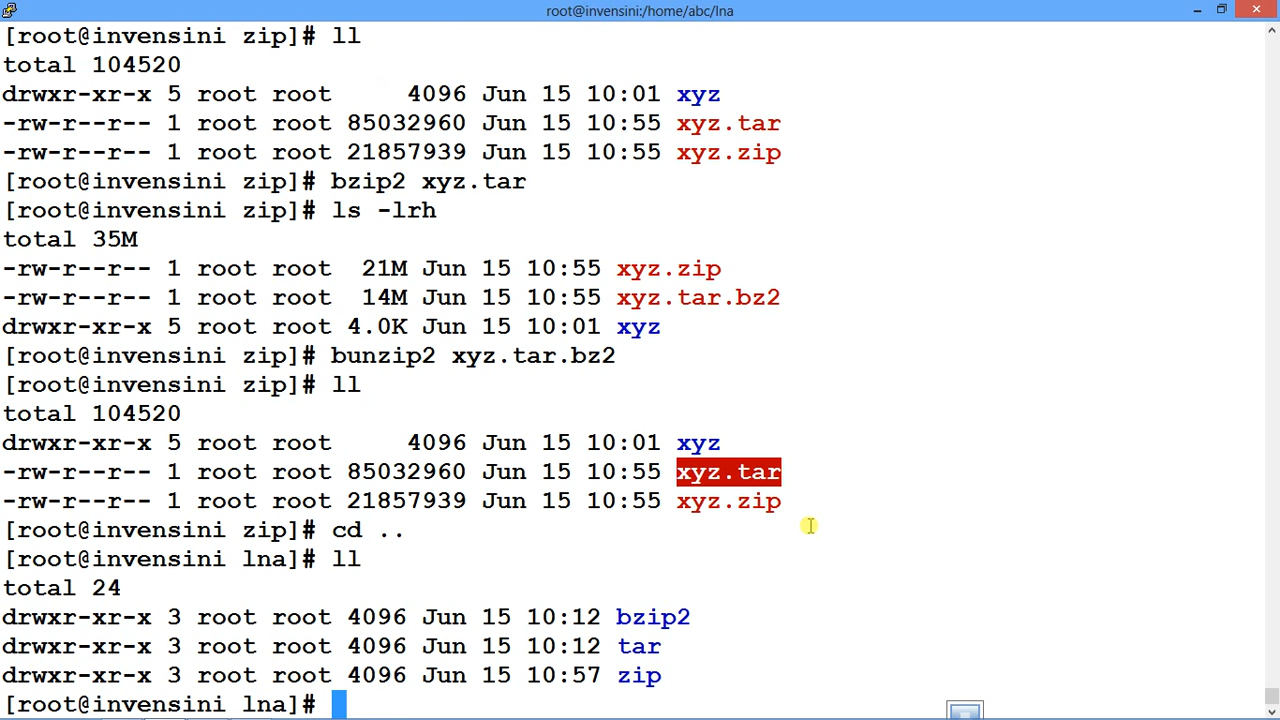 root@invensini:/home/abc/lna
[root@invensini zip]# ll
total 104520
drwxr-xr-x 5 root root     4096 Jun 15 10:01 xyz
-rw-r--r-- 1 root root 85032960 Jun 15 10:55 xyz.tar
-rw-r--r-- 1 root root 21857939 Jun 15 10:55 xyz.zip
[root@invensini zip]# bzip2 xyz.tar
[root@invensini zip]# ls -lrh
total 35M
-rw-r--r-- 1 root root  21M Jun 15 10:55 xyz.zip
-rw-r--r-- 1 root root  14M Jun 15 10:55 xyz.tar.bz2
drwxr-xr-x 5 root root 4.0K Jun 15 10:01 xyz
[root@invensini zip]# bunzip2 xyz.tar.bz2
[root@invensini zip]# ll
total 104520
drwxr-xr-x 5 root root     4096 Jun 15 10:01 xyz
-rw-r--r-- 1 root root 85032960 Jun 15 10:55 xyz.tar
-rw-r--r-- 1 root root 21857939 Jun 15 10:55 xyz.zip
[root@invensini zip]# cd ..
[root@invensini lna]# ll
total 24
drwxr-xr-x 3 root root 4096 Jun 15 10:12 bzip2
drwxr-xr-x 3 root root 4096 Jun 15 10:12 tar
drwxr-xr-x 3 root root 4096 Jun 15 10:57 zip
[root@invensini lna]#